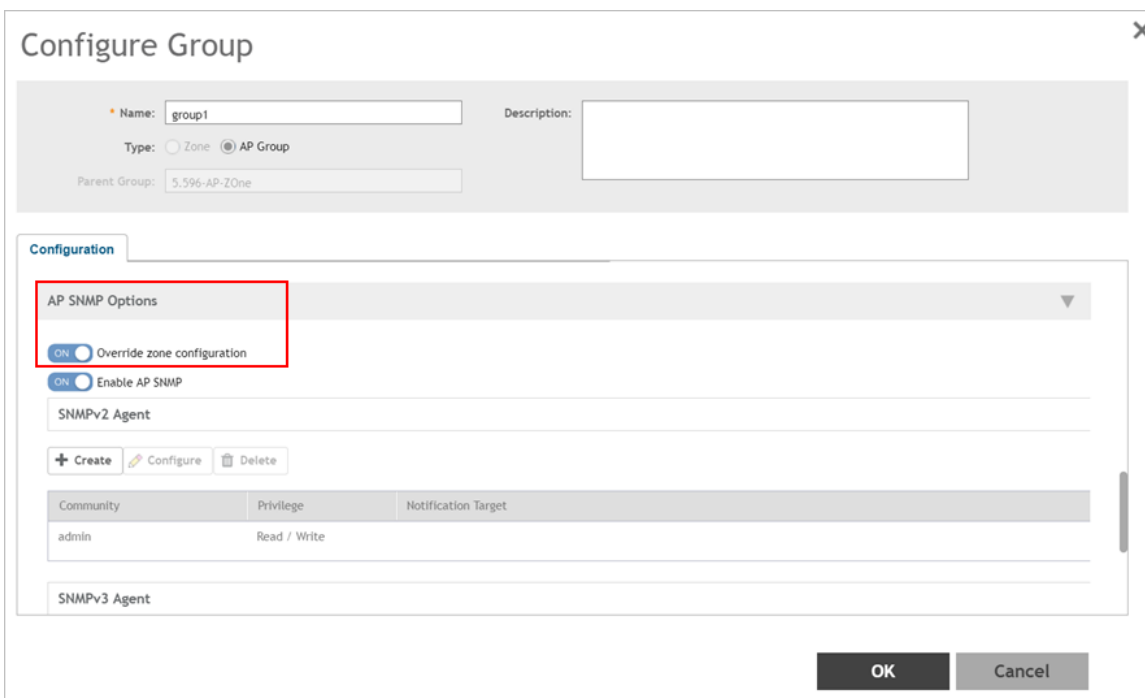 Configure Group
* Name: group1 Description:
Type: Zone AP Group
Parent Group: 5.596-AP-ZOne
Configuration
AP SNMP Options
ON Override zone configuration
ON Enable AP SNMP
SNMPv2 Agent
Create Configure Delete
Community Privilege Notification Target
admin Read / Write
SNMPv3 Agent
OK Cancel